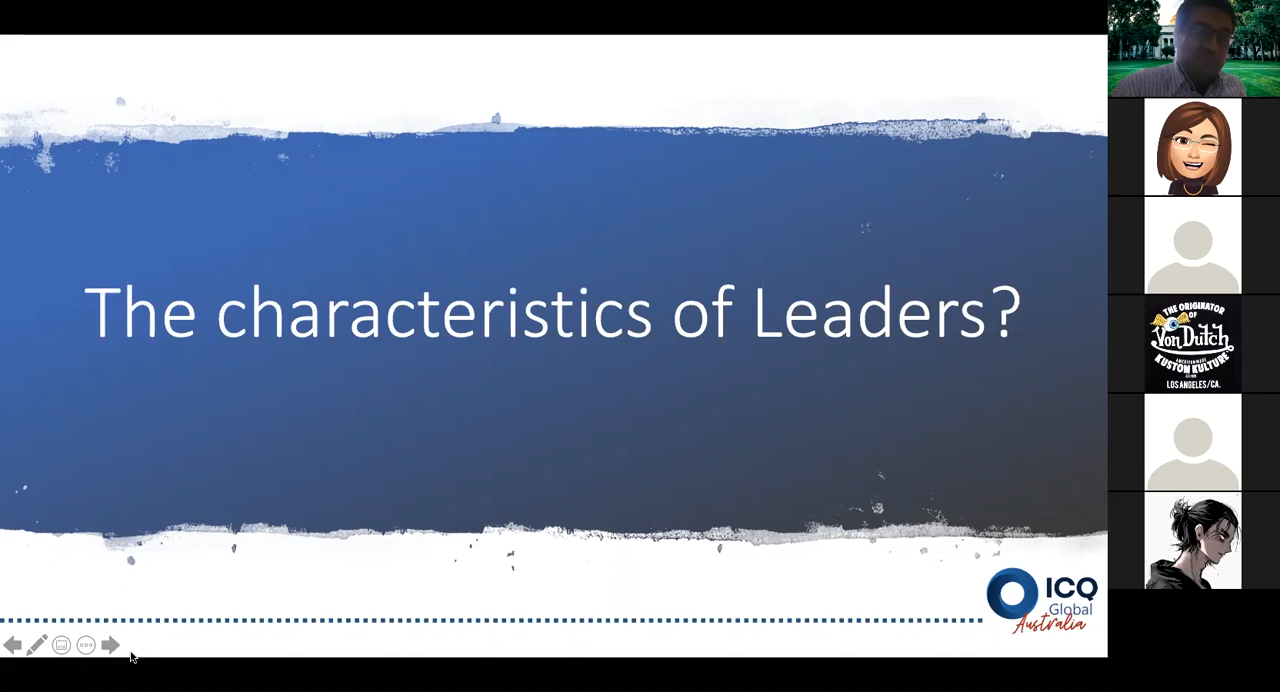 The characteristics of Leaders?
ICQ
Global
Australia
THE ORIGINATOR
OF
Von Dutch
KUSTOM KULTURE
LOS ANGELES/CA.